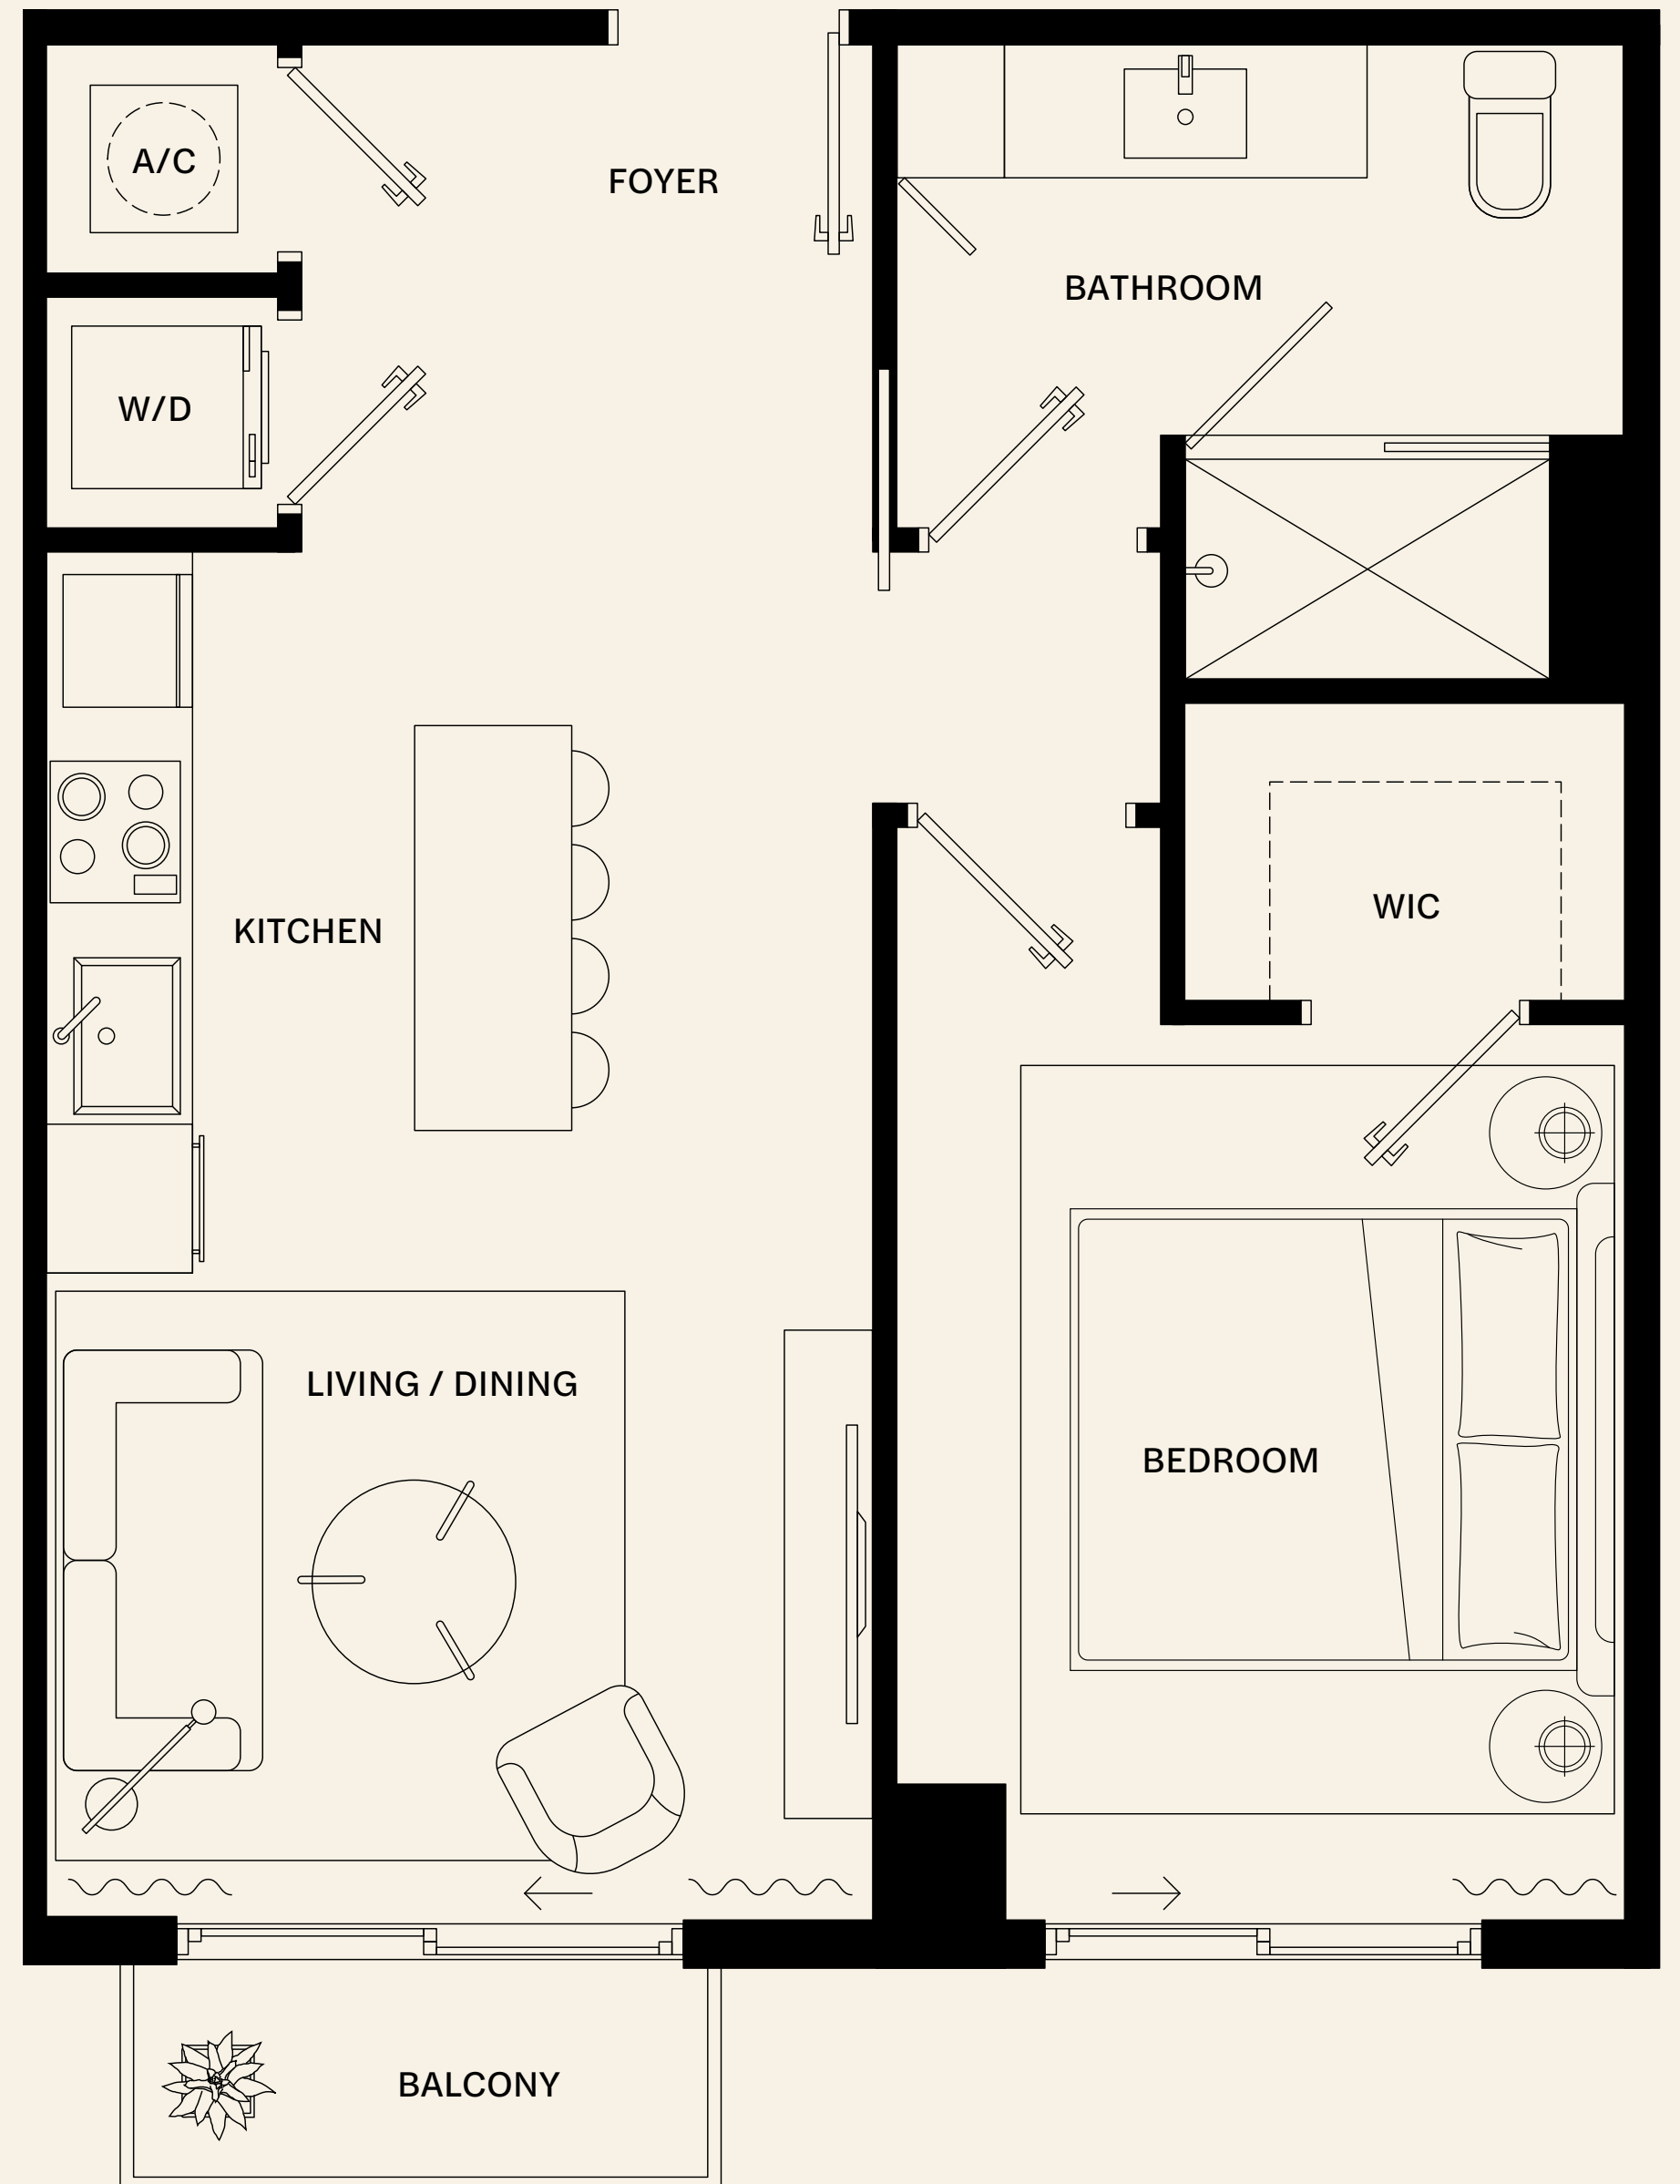 A/C
FOYER
BATHROOM
W/D
WIC
KITCHEN
LIVING / DINING
BEDROOM
BALCONY